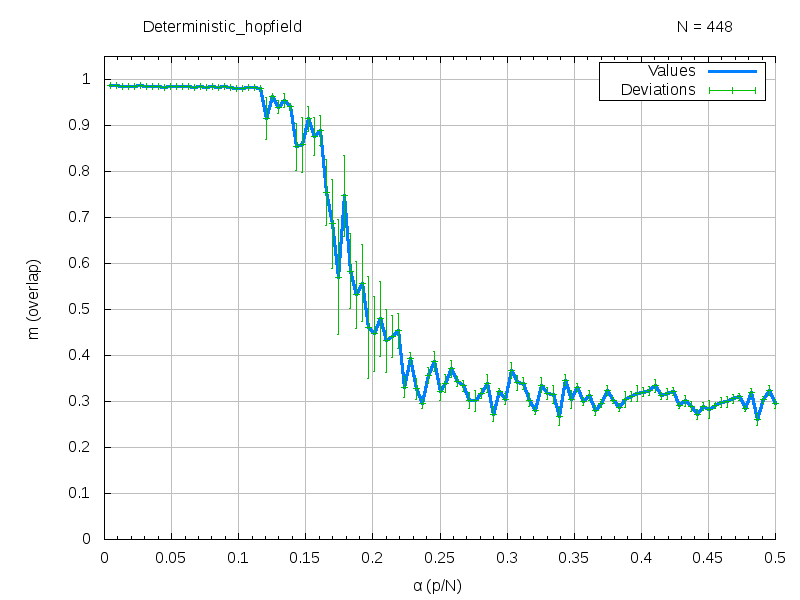 Deterministic_hopfield
N = 448
Values
Deviations
1
0.9
0.8
0.7
0.6
0.5
0.4
0.3
0.2
0.1
0
m (overlap)
0 0.05 0.1 0.15 0.2 0.25 0.3 0.35 0.4 0.45 0.5
α (p/N)